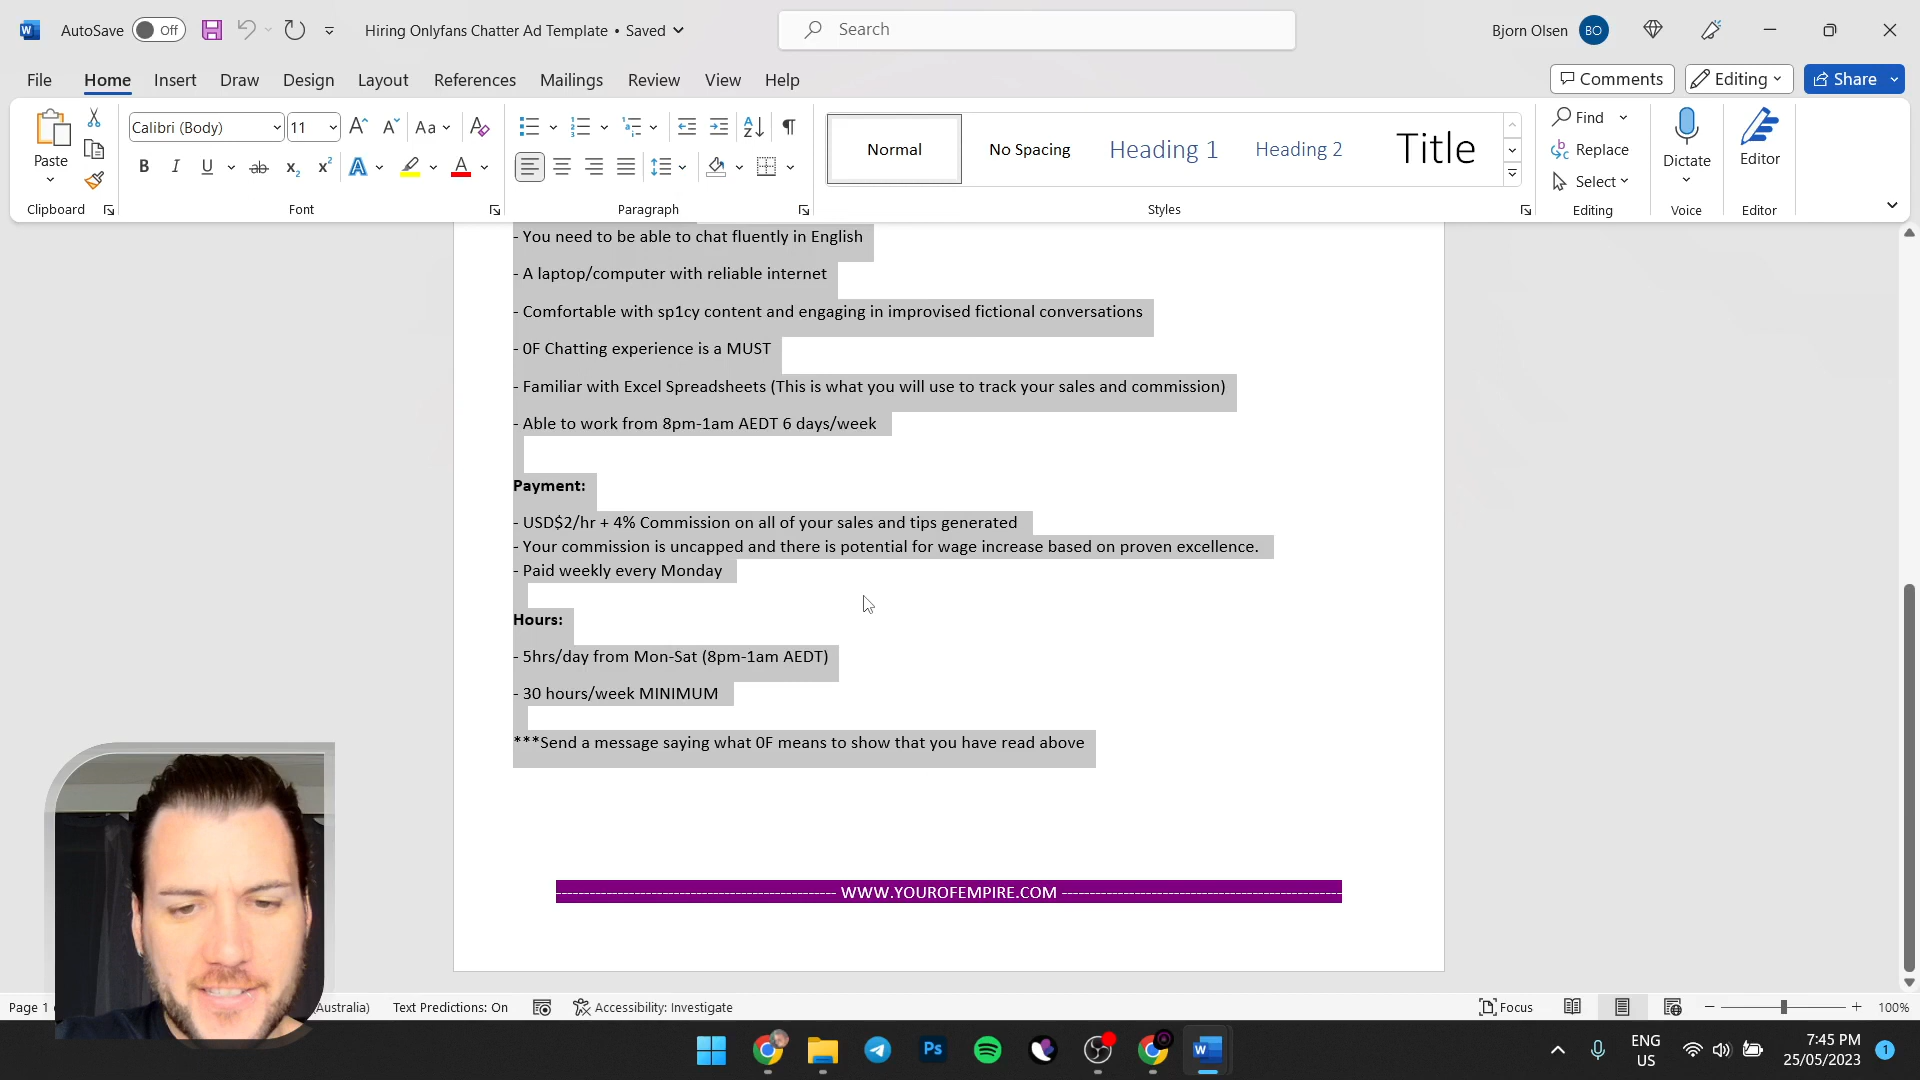 AutoSave Off Hiring Onlyfans Chatter Ad Template • Saved Search Bjorn Olsen BO
File Home Insert Draw Design Layout References Mailings Review View Help Comments Editing Share
Paste Calibri (Body) 11 Aa Normal No Spacing Heading 1 Heading 2 Title Find Replace Select Dictate Editor
B I U ab x₂ x² A A
Clipboard Font Paragraph Styles Editing Voice Editor
- You need to be able to chat fluently in English
- A laptop/computer with reliable internet
- Comfortable with sp1cy content and engaging in improvised fictional conversations
- 0F Chatting experience is a MUST
- Familiar with Excel Spreadsheets (This is what you will use to track your sales and commission)
- Able to work from 8pm-1am AEDT 6 days/week
Payment:
- USD$2/hr + 4% Commission on all of your sales and tips generated
- Your commission is uncapped and there is potential for wage increase based on proven excellence.
- Paid weekly every Monday
Hours:
- 5hrs/day from Mon-Sat (8pm-1am AEDT)
- 30 hours/week MINIMUM
***Send a message saying what 0F means to show that you have read above
WWW.YOUROFEMPIRE.COM
Page 1 Australia) Text Predictions: On Accessibility: Investigate Focus 100%
ENG 7:45 PM
US 25/05/2023 1